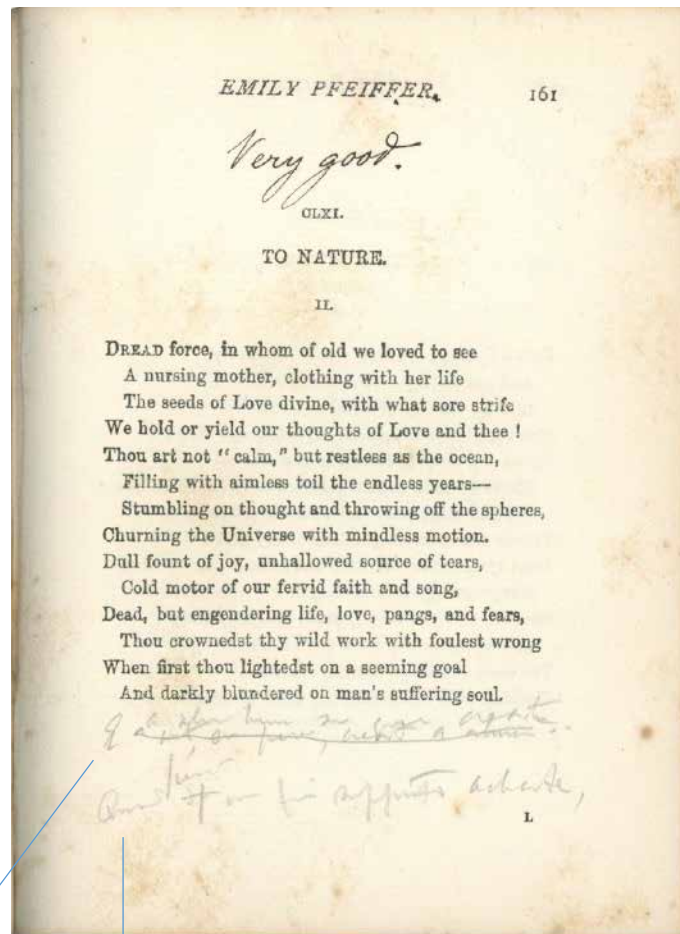 EMILY PFEIFFER. 161
Very good.
CLXI.
TO NATURE.
II.
DREAD force, in whom of old we loved to see
A nursing mother, clothing with her life
The seeds of Love divine, with what sore strife
We hold or yield our thoughts of Love and thee !
Thou art not "calm," but restless as the ocean,
Filling with aimless toil the endless years—
Stumbling on thought and throwing off the spheres,
Churning the Universe with mindless motion.
Dull fount of joy, unhallowed source of tears,
Cold motor of our fervid faith and song,
Dead, but engendering life, love, pangs, and fears,
Thou crownedst thy wild work with foulest wrong
When first thou lightedst on a seeming goal
And darkly blundered on man's suffering soul.
L